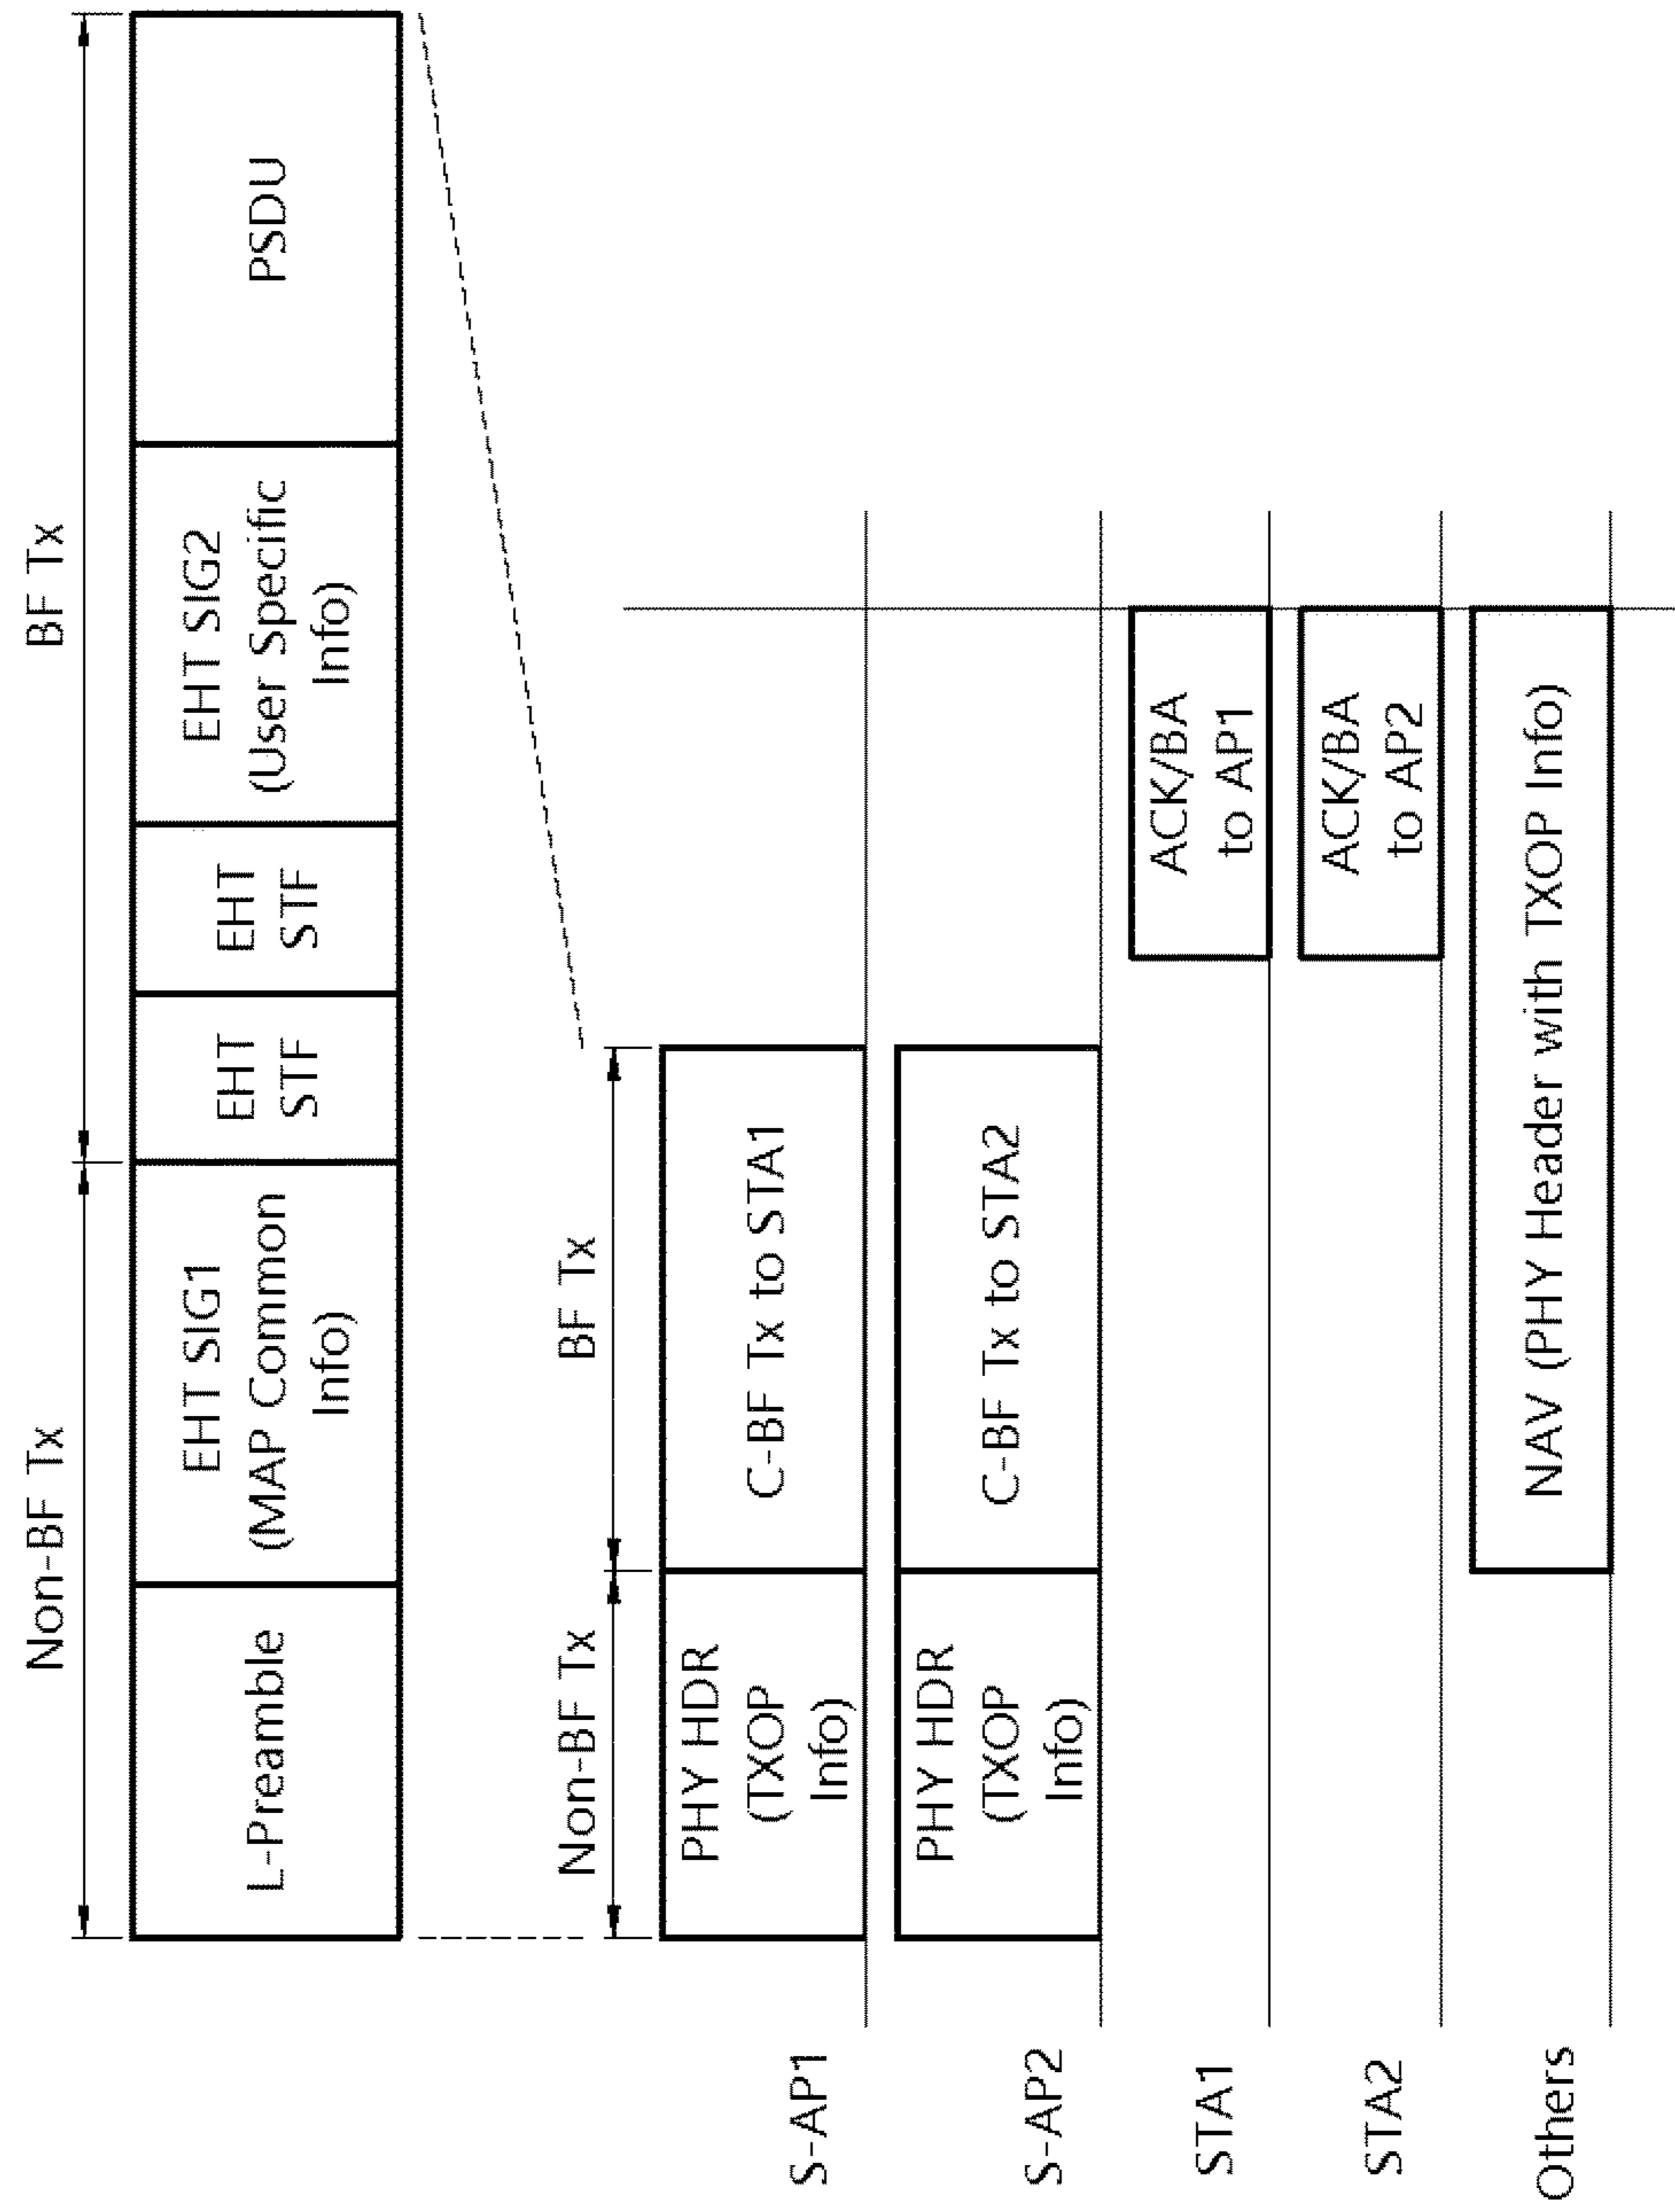 Non-BF Tx
BF Tx
L-Preamble
EHT SIG1
(MAP Common
Info)
EHT
STF
EHT
STF
EHT SIG2
(User Specific
Info)
PSDU
Non-BF Tx
BF Tx
S-AP1
PHY HDR
(TXOP
Info)
C-BF Tx to STA1
S-AP2
PHY HDR
(TXOP
Info)
C-BF Tx to STA2
STA1
ACK/BA
to AP1
STA2
ACK/BA
to AP2
Others
NAV (PHY Header with TXOP Info)